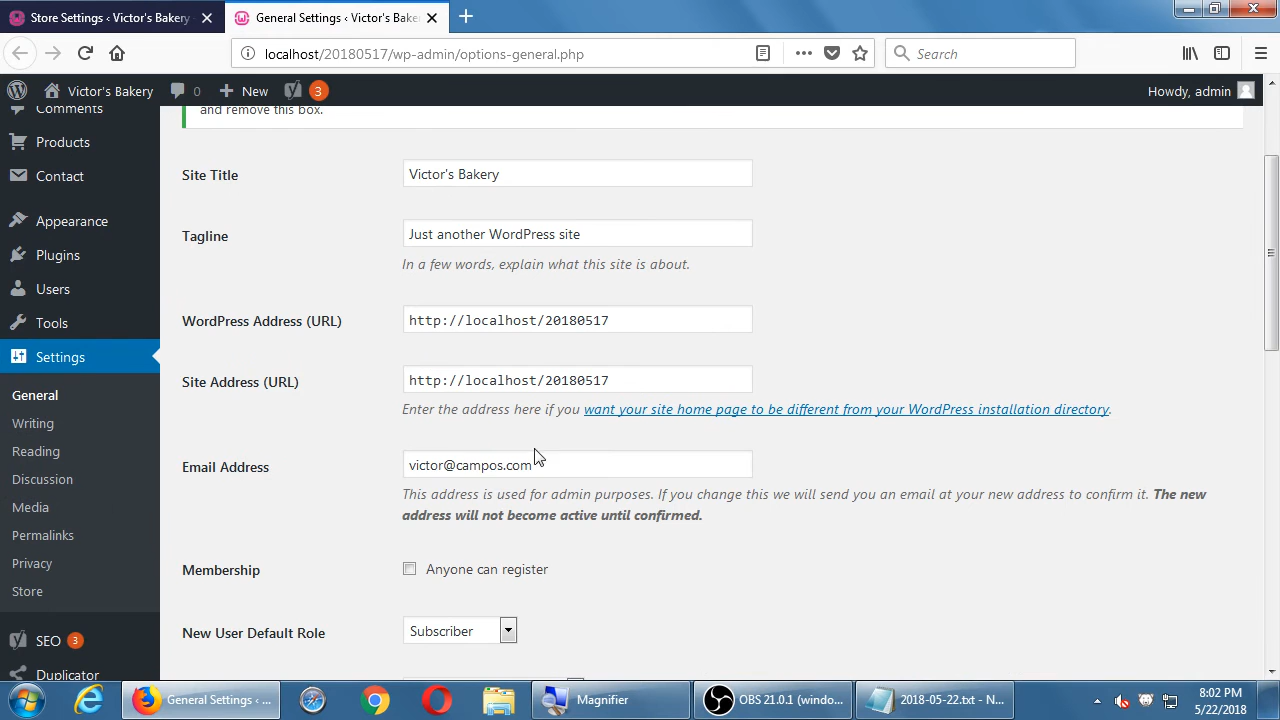 Store Settings ‹ Victor's Bakery
General Settings ‹ Victor's Bake
localhost/20180517/wp-admin/options-general.php
Search
Victor's Bakery
0
New
3
Howdy, admin
Comments
and remove this box.
Products
Contact
Appearance
Plugins
Users
Tools
Settings
General
Writing
Reading
Discussion
Media
Permalinks
Privacy
Store
SEO 3
Duplicator
Site Title
Victor's Bakery
Tagline
Just another WordPress site
In a few words, explain what this site is about.
WordPress Address (URL)
http://localhost/20180517
Site Address (URL)
http://localhost/20180517
Enter the address here if you want your site home page to be different from your WordPress installation directory.
Email Address
victor@campos.com
This address is used for admin purposes. If you change this we will send you an email at your new address to confirm it. The new
address will not become active until confirmed.
Membership
Anyone can register
New User Default Role
Subscriber
General Settings ‹ ...
Magnifier
OBS 21.0.1 (windo...
2018-05-22.txt - N...
8:02 PM
5/22/2018